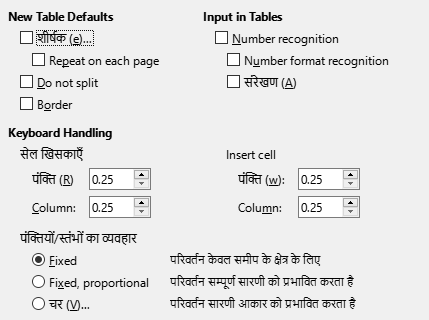 New Table Defaults Input in Tables
शीर्षक (e)... Number recognition
Repeat on each page Number format recognition
Do not split संरेखण (A)
Border
Keyboard Handling
सेल खिसकाएँ Insert cell
पंक्ति (R) 0.25 पंक्ति (w): 0.25
Column: 0.25 Column: 0.25
पंक्तियों/स्तंभों का व्यवहार
Fixed परिवर्तन केवल समीप के क्षेत्र के लिए
Fixed, proportional परिवर्तन सम्पूर्ण सारणी को प्रभावित करता है
चर (V)... परिवर्तन सारणी आकार को प्रभावित करता है